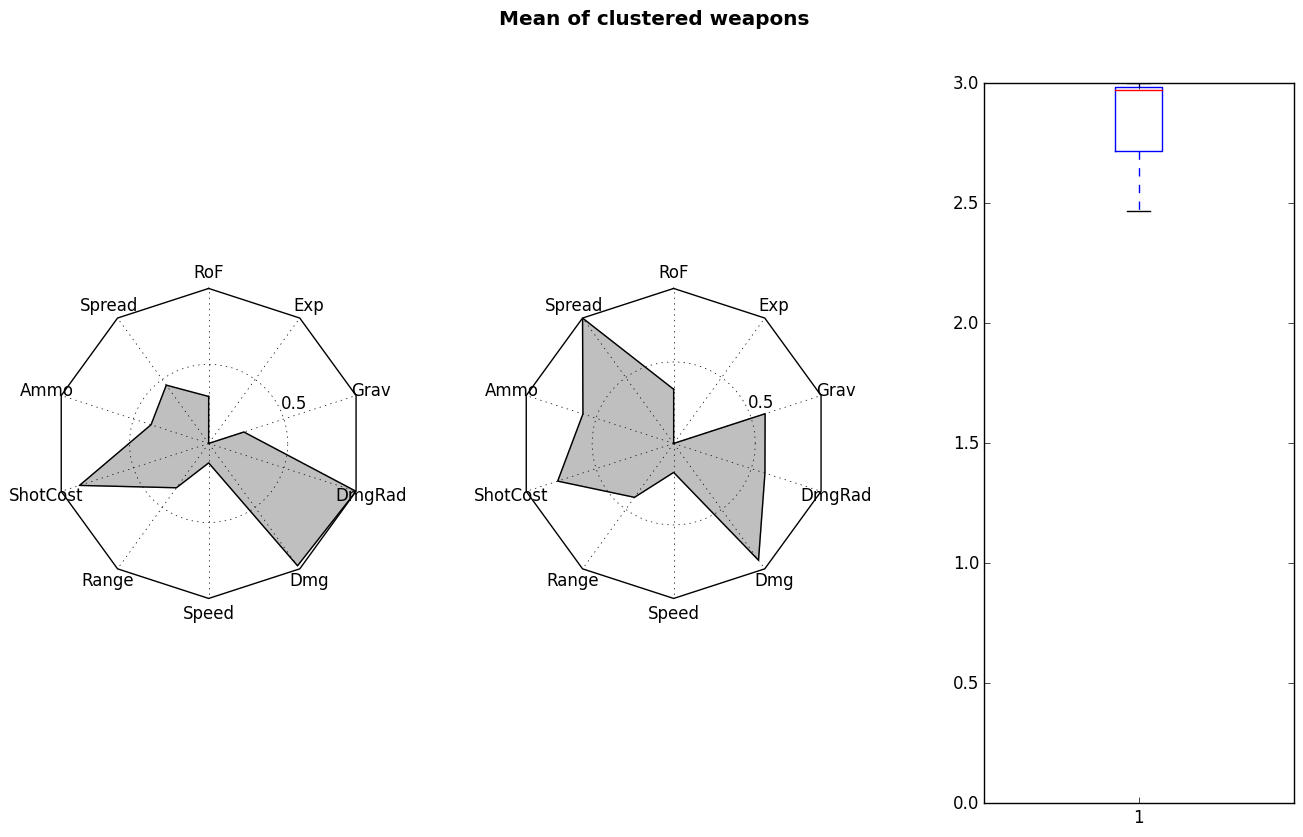 Mean of clustered weapons
RoF
Exp
Grav
DmgRad
Dmg
Speed
Range
ShotCost
Ammo
Spread
0.5
RoF
Exp
Grav
DmgRad
Dmg
Speed
Range
ShotCost
Ammo
Spread
0.5
3.0
2.5
2.0
1.5
1.0
0.5
0.0
1